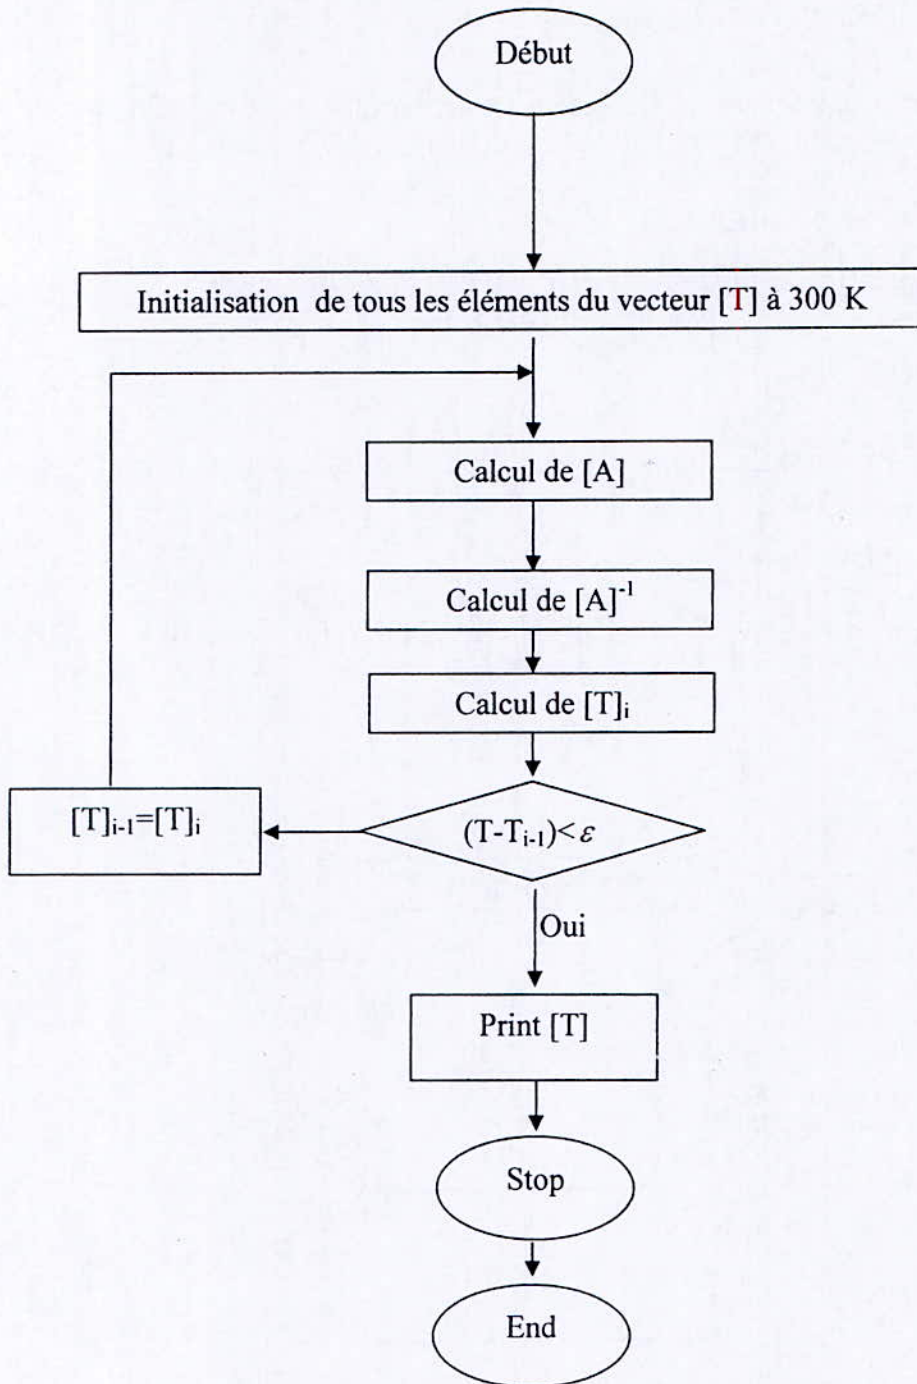 Début
Initialisation de tous les éléments du vecteur [T] à 300 K
Calcul de [A]
Calcul de [A]⁻¹
Calcul de [T]ᵢ
[T]ᵢ₋₁=[T]ᵢ
(T-Tᵢ₋₁)< ε
Oui
Print [T]
Stop
End